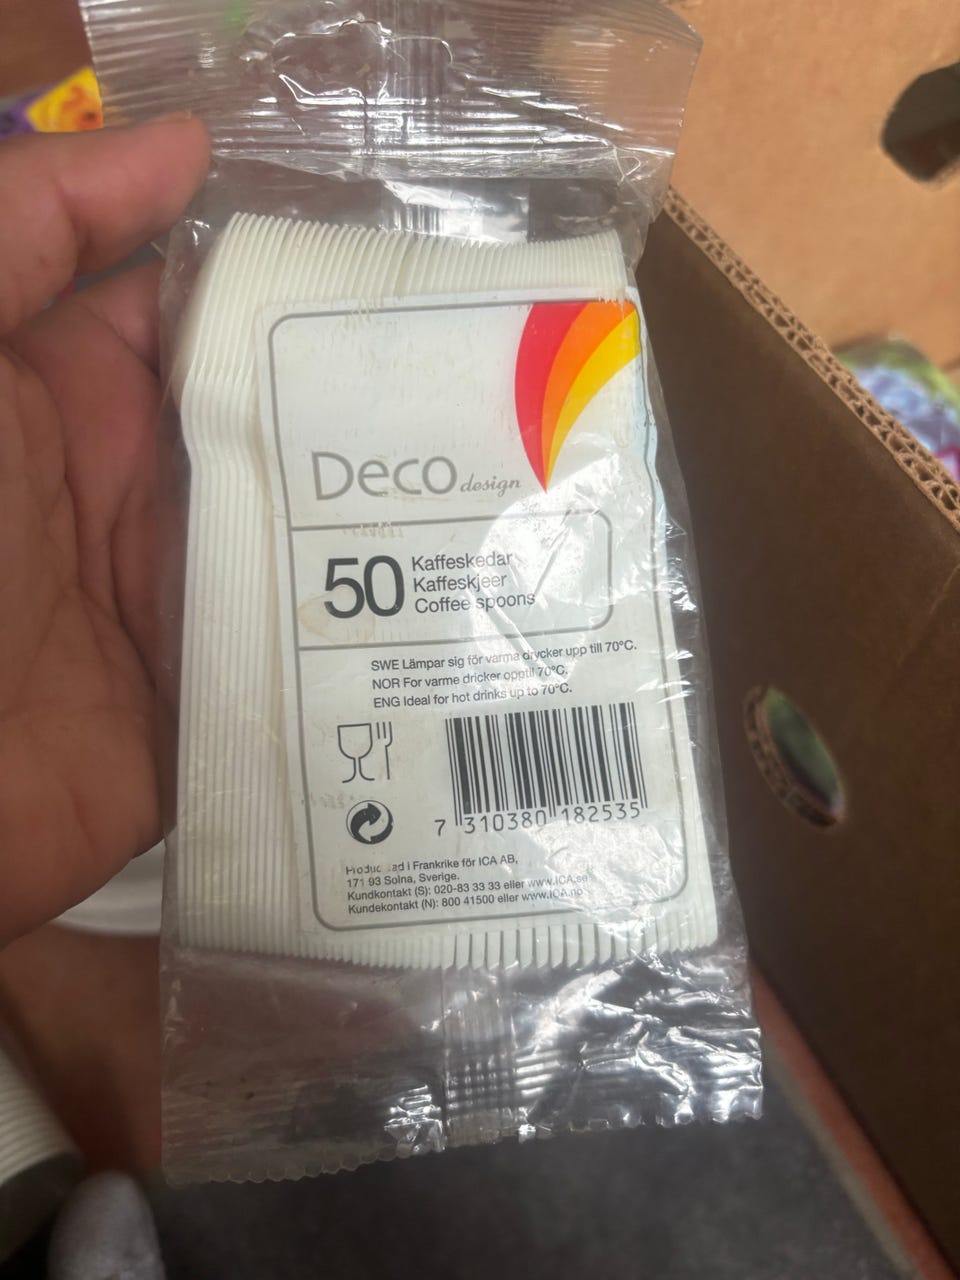 Deco design
50 Kaffeskedar
Kaffeskjeer
Coffee spoons
SWE Lämpar sig för varma drycker upp till 70°C.
NOR For varme dricker opptil 70°C.
ENG Ideal for hot drinks up to 70°C.
7 310380 182535
i Frankrike för ICA AB,
171 93 Solna, Sverige.
Kundkontakt (S): 020-83 33 33 eller www.ICA.se
Kundekontakt (N): 800 41500 eller www.ICA.no